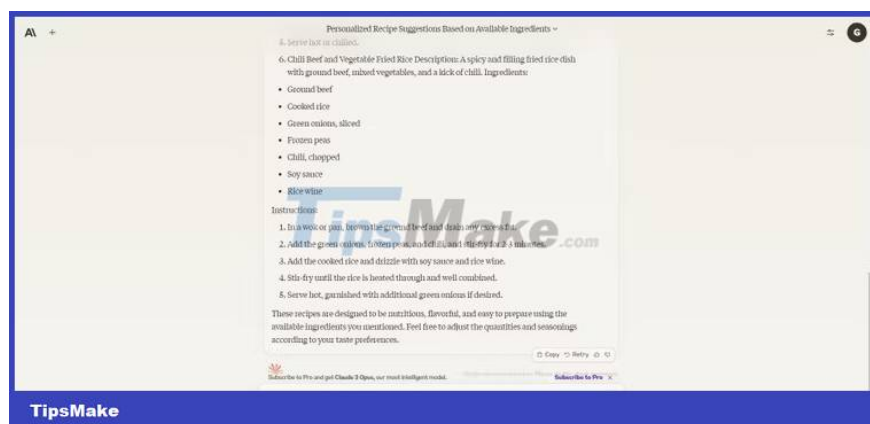 A\ +
Personalized Recipe Suggestions Based on Available Ingredients
G
5. Serve hot or chilled.
6. Chili Beef and Vegetable Fried Rice Description: A spicy and filling fried rice dish
with ground beef, mixed vegetables, and a kick of chili. Ingredients:
• Ground beef
• Cooked rice
• Green onions, sliced
• Frozen peas
• Chili, chopped
• Soy sauce
• Rice wine
Instructions:
1. In a wok or pan, brown the ground beef and drain any excess fat.
2. Add the green onions, frozen peas, and chili, and stir-fry for 2-3 minutes.
TipsMake.com
3. Add the cooked rice and drizzle with soy sauce and rice wine.
4. Stir-fry until the rice is heated through and well combined.
5. Serve hot, garnished with additional green onions if desired.
These recipes are designed to be nutritious, flavorful, and easy to prepare using the
available ingredients you mentioned. Feel free to adjust the quantities and seasonings
according to your taste preferences.
Copy Retry
Subscribe to Pro and get Claude 3 Opus, our most intelligent model. Subscribe to Pro ×
TipsMake